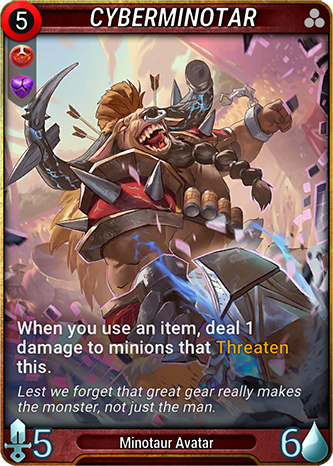 5 CYBERMINOTAR
When you use an item, deal 1
damage to minions that Threaten
this.
Lest we forget that great gear really makes
the monster, not just the man.
5 Minotaur Avatar 6